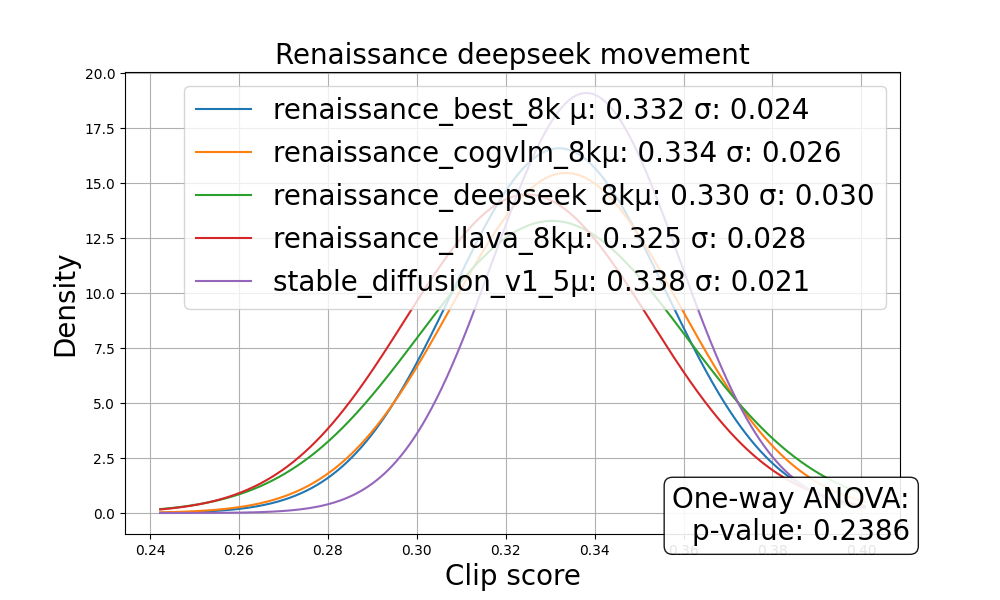 Renaissance deepseek movement
20.0
17.5
15.0
12.5
10.0
7.5
5.0
2.5
0.0
Density
renaissance_best_8k μ: 0.332 σ: 0.024
renaissance_cogvlm_8kμ: 0.334 σ: 0.026
renaissance_deepseek_8kμ: 0.330 σ: 0.030
renaissance_llava_8kμ: 0.325 σ: 0.028
stable_diffusion_v1_5μ: 0.338 σ: 0.021
One-way ANOVA:
p-value: 0.2386
0.24 0.26 0.28 0.30 0.32 0.34 0.36 0.38 0.40
Clip score